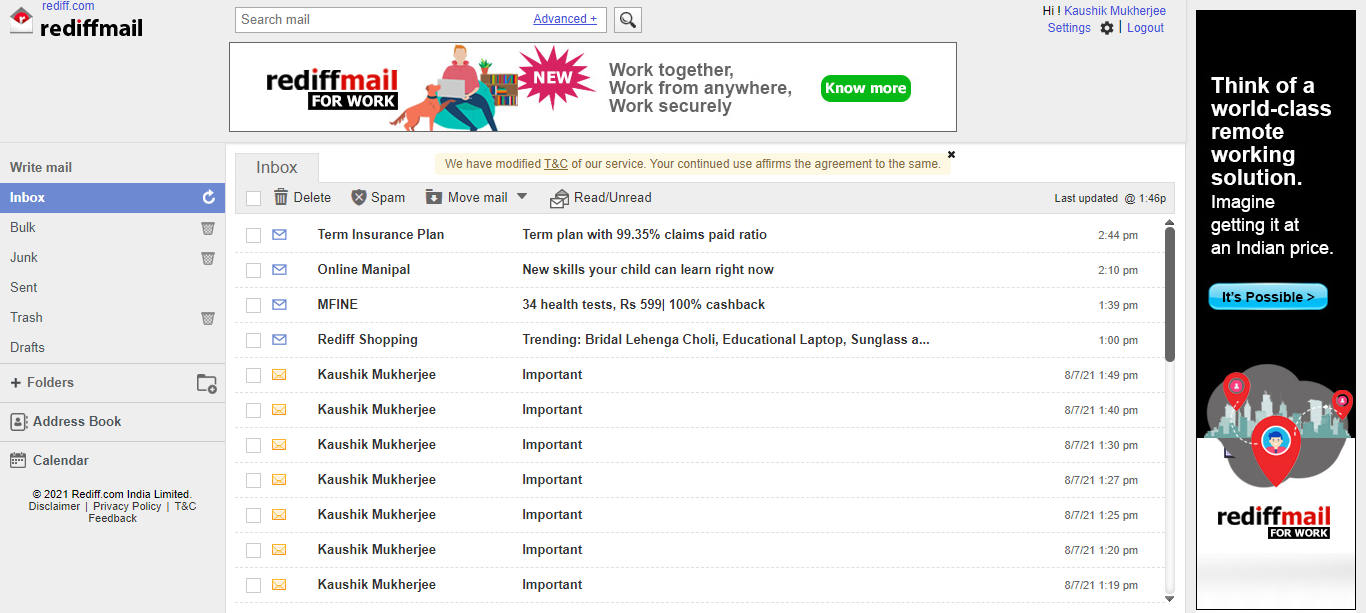 rediff.com
rediffmail
Search mail
Advanced +
Hi ! Kaushik Mukherjee
Settings | Logout
rediffmail
FOR WORK
NEW
Work together,
Work from anywhere,
Work securely
Know more
Write mail
Inbox
Bulk
Junk
Sent
Trash
Drafts
+ Folders
Address Book
Calendar
© 2021 Rediff.com India Limited.
Disclaimer | Privacy Policy | T&C
Feedback
Inbox
We have modified T&C of our service. Your continued use affirms the agreement to the same.
Delete Spam Move mail Read/Unread Last updated @ 1:46p
Term Insurance Plan Term plan with 99.35% claims paid ratio 2:44 pm
Online Manipal New skills your child can learn right now 2:10 pm
MFINE 34 health tests, Rs 599| 100% cashback 1:39 pm
Rediff Shopping Trending: Bridal Lehenga Choli, Educational Laptop, Sunglass a... 1:00 pm
Kaushik Mukherjee Important 8/7/21 1:49 pm
Kaushik Mukherjee Important 8/7/21 1:40 pm
Kaushik Mukherjee Important 8/7/21 1:30 pm
Kaushik Mukherjee Important 8/7/21 1:27 pm
Kaushik Mukherjee Important 8/7/21 1:25 pm
Kaushik Mukherjee Important 8/7/21 1:20 pm
Kaushik Mukherjee Important 8/7/21 1:19 pm
Think of a
world-class
remote
working
solution.
Imagine
getting it at
an Indian price.
It's Possible >
rediffmail
FOR WORK